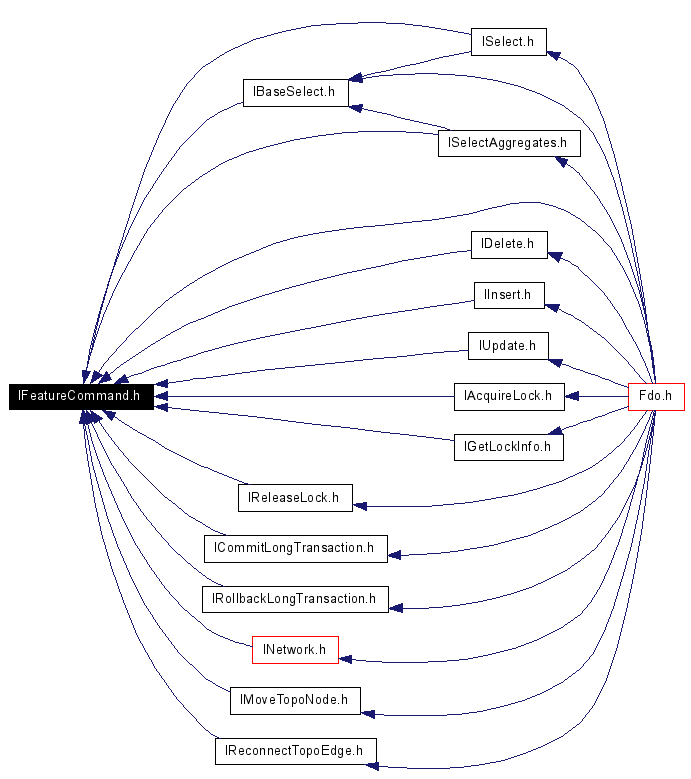 ISelect.h
IBaseSelect.h
ISelectAggregates.h
IDelete.h
IInsert.h
IUpdate.h
IFeatureCommand.h
IAcquireLock.h
Fdo.h
IGetLockInfo.h
IReleaseLock.h
ICommitLongTransaction.h
IRollbackLongTransaction.h
INetwork.h
IMoveTopoNode.h
IReconnectTopoEdge.h